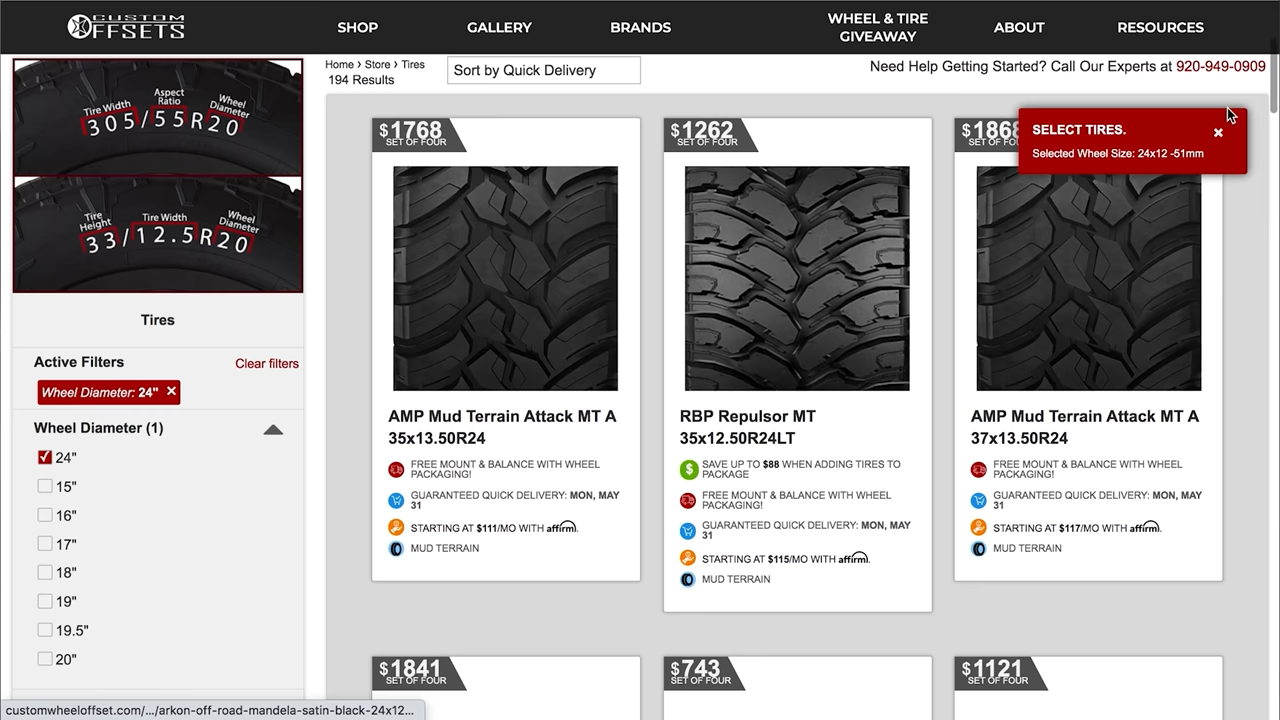 CUSTOM
OFFSETS
SHOP
GALLERY
BRANDS
WHEEL & TIRE
GIVEAWAY
ABOUT
RESOURCES
Tire Width
Aspect
Ratio
Wheel
Diameter
305/55R20
Tire
Height
Tire Width
Wheel
Diameter
33/12.5R20
Tires
Active Filters
Clear filters
Wheel Diameter: 24" ✕
Wheel Diameter (1)
24"
15"
16"
17"
18"
19"
19.5"
20"
Home › Store › Tires
194 Results
Sort by Quick Delivery
Need Help Getting Started? Call Our Experts at 920-949-0909
SELECT TIRES.
Selected Wheel Size: 24x12 -51mm
$1768
SET OF FOUR
AMP Mud Terrain Attack MT A
35x13.50R24
FREE MOUNT & BALANCE WITH WHEEL
PACKAGING!
GUARANTEED QUICK DELIVERY: MON, MAY
31
STARTING AT $111/MO WITH affirm.
MUD TERRAIN
$1262
SET OF FOUR
RBP Repulsor MT
35x12.50R24LT
SAVE UP TO $88 WHEN ADDING TIRES TO
PACKAGE
FREE MOUNT & BALANCE WITH WHEEL
PACKAGING!
GUARANTEED QUICK DELIVERY: MON, MAY
31
STARTING AT $115/MO WITH affirm.
MUD TERRAIN
$1868
SET OF FOUR
AMP Mud Terrain Attack MT A
37x13.50R24
FREE MOUNT & BALANCE WITH WHEEL
PACKAGING!
GUARANTEED QUICK DELIVERY: MON, MAY
31
STARTING AT $117/MO WITH affirm.
MUD TERRAIN
$1841
SET OF FOUR
$743
SET OF FOUR
$1121
SET OF FOUR
customwheeloffset.com/.../arkon-off-road-mandela-satin-black-24x12...